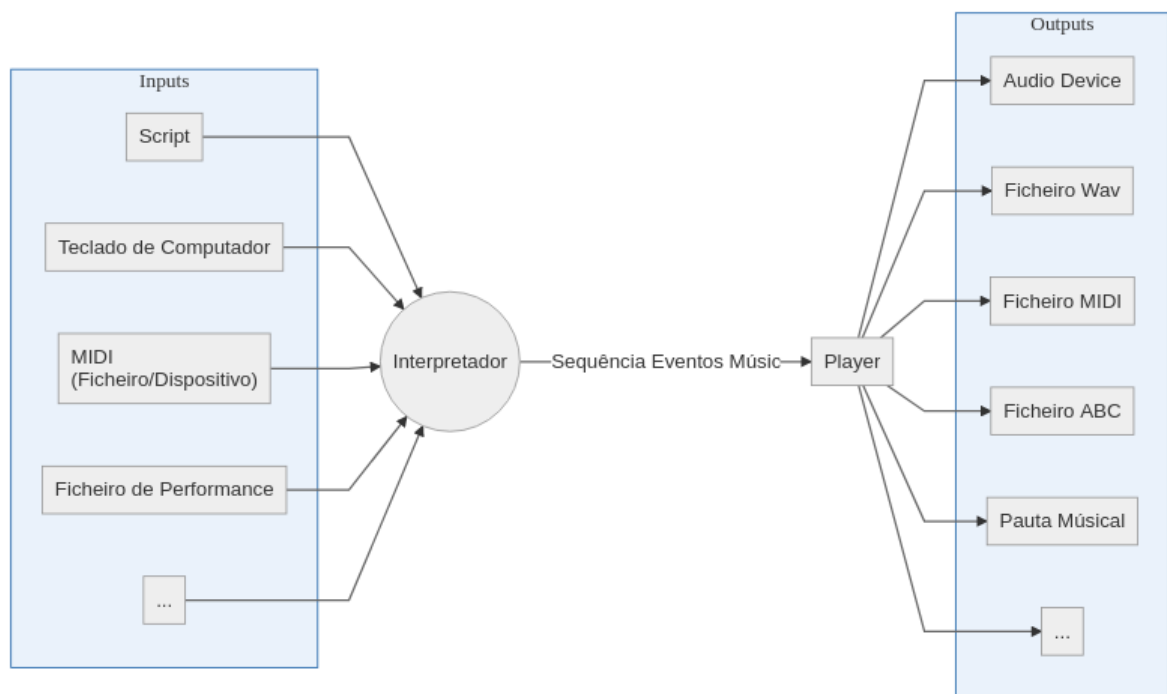 Inputs
Script
Teclado de Computador
MIDI
(Ficheiro/Dispositivo)
Ficheiro de Performance
...
Interpretador
Sequência Eventos Músic
Player
Outputs
Audio Device
Ficheiro Wav
Ficheiro MIDI
Ficheiro ABC
Pauta Músical
...